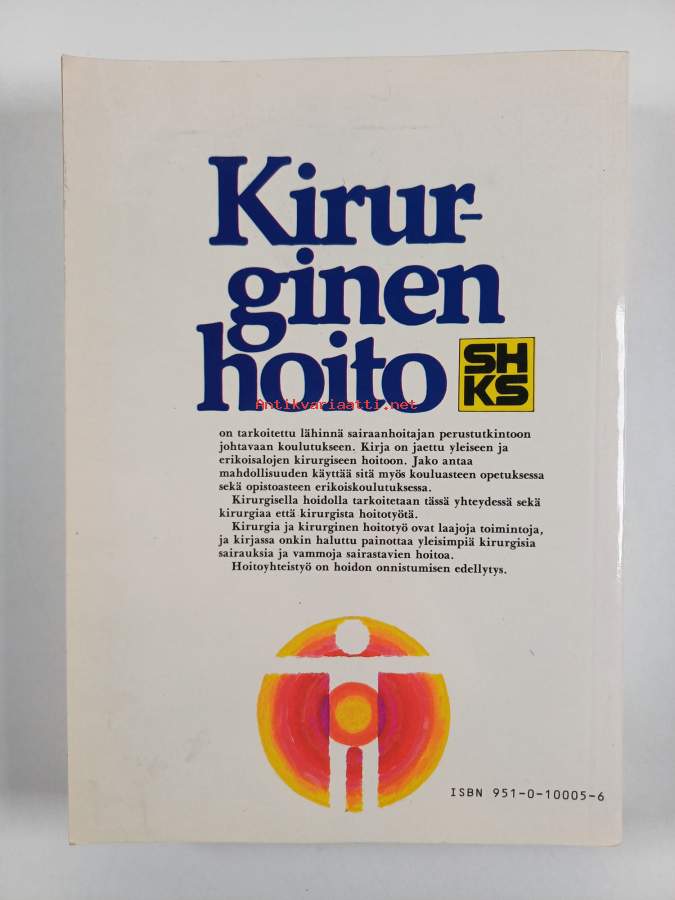 Kirur-
ginen
hoito
SH
KS
Antikvariaatti.net
on tarkoitettu lähinnä sairaanhoitajan perustutkintoon
johtavaan koulutukseen. Kirja on jaettu yleiseen ja
erikoisalojen kirurgiseen hoitoon. Jako antaa
mahdollisuuden käyttää sitä myös kouluasteen opetuksessa
sekä opistoasteen erikoiskoulutuksessa.
Kirurgisella hoidolla tarkoitetaan tässä yhteydessä sekä
kirurgiaa että kirurgista hoitotyötä.
Kirurgia ja kirurginen hoitotyö ovat laajoja toimintoja,
ja kirjassa onkin haluttu painottaa yleisimpiä kirurgisia
sairauksia ja vammoja sairastavien hoitoa.
Hoitoyhteistyö on hoidon onnistumisen edellytys.
ISBN 951-0-10005-6